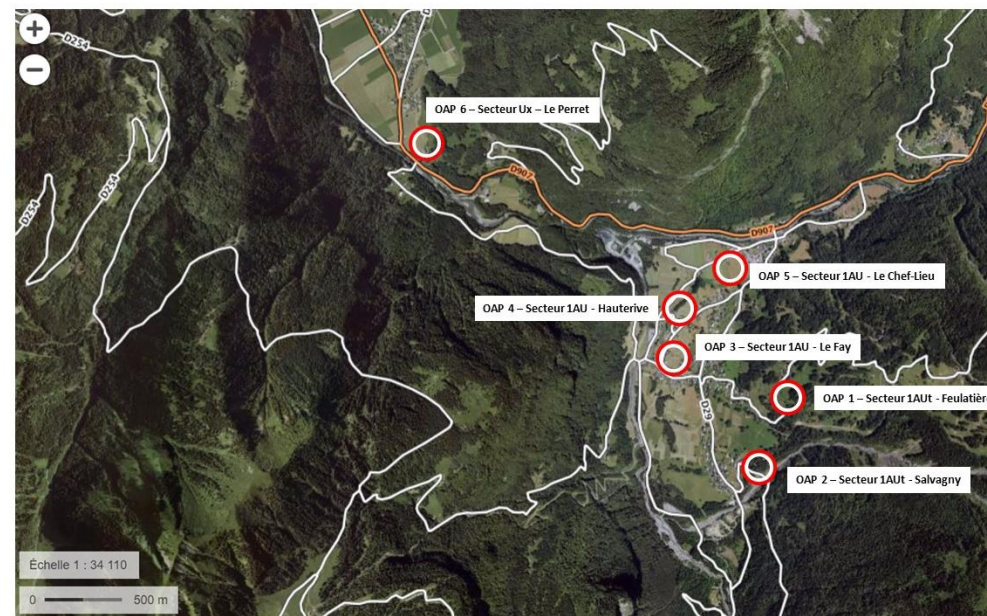 +
−
D254
D254
D254
OAP 6 – Secteur Ux – Le Perret
D907
D907
OAP 5 – Secteur 1AU - Le Chef-Lieu
OAP 4 – Secteur 1AU - Hauterive
OAP 3 – Secteur 1AU - Le Fay
D29
OAP 1 – Secteur 1AUt - Feulatière
OAP 2 – Secteur 1AUt - Salvagny
Échelle 1 : 34 110
0 500 m